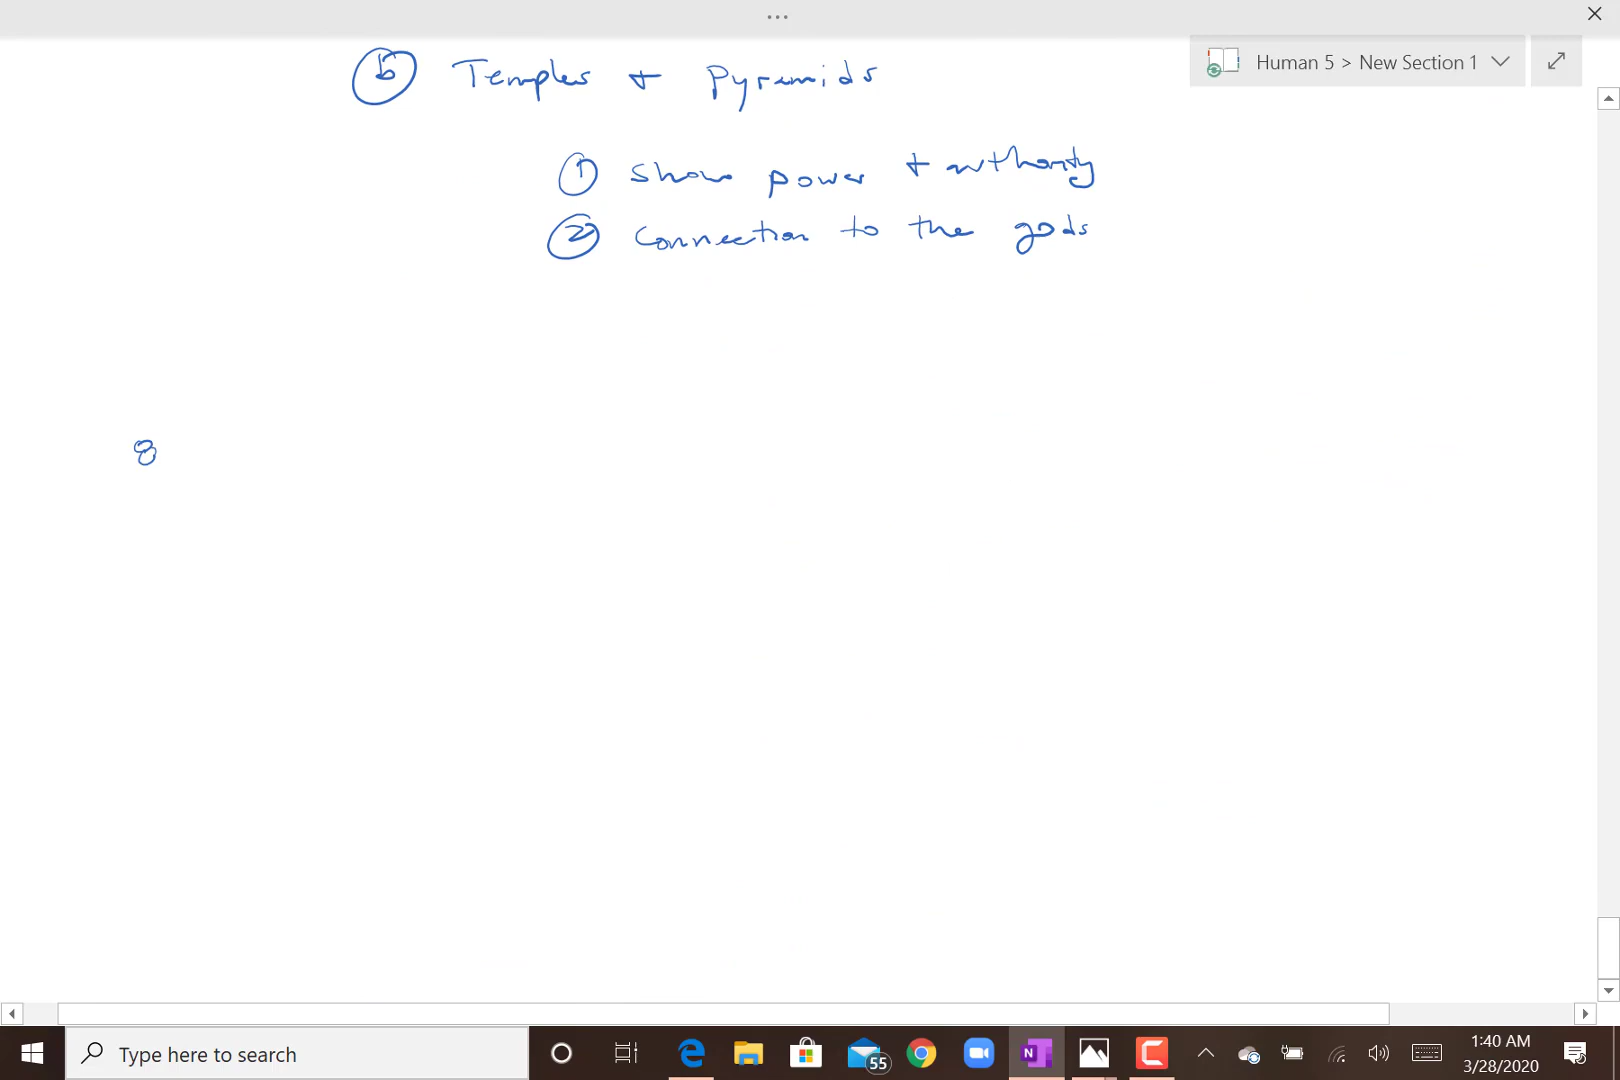 ...
Human 5 > New Section 1
b Temples + Pyramids
1 Show power + authority
2 Connection to the gods
8
Type here to search
55
1:40 AM
3/28/2020